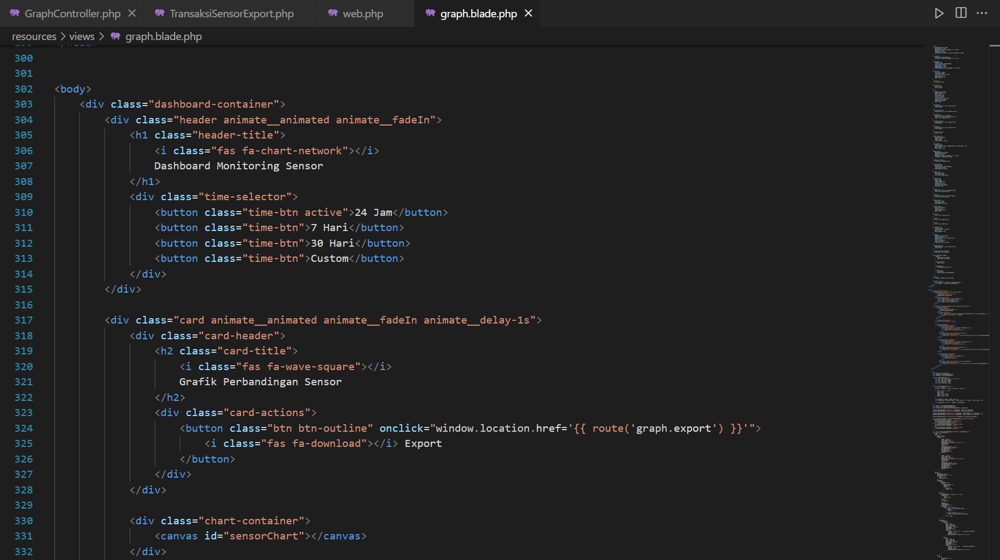 GraphController.php TransaksiSensorExport.php web.php graph.blade.php
resources > views > graph.blade.php
300
301
302 <body>
303 <div class="dashboard-container">
304 <div class="header animate__animated animate__fadeIn">
305 <h1 class="header-title">
306 <i class="fas fa-chart-network"></i>
307 Dashboard Monitoring Sensor
308 </h1>
309 <div class="time-selector">
310 <button class="time-btn active">24 Jam</button>
311 <button class="time-btn">7 Hari</button>
312 <button class="time-btn">30 Hari</button>
313 <button class="time-btn">Custom</button>
314 </div>
315 </div>
316
317 <div class="card animate__animated animate__fadeIn animate__delay-1s">
318 <div class="card-header">
319 <h2 class="card-title">
320 <i class="fas fa-wave-square"></i>
321 Grafik Perbandingan Sensor
322 </h2>
323 <div class="card-actions">
324 <button class="btn btn-outline" onclick="window.location.href='{{ route('graph.export') }}'">
325 <i class="fas fa-download"></i> Export
326 </button>
327 </div>
328 </div>
329
330 <div class="chart-container">
331 <canvas id="sensorChart"></canvas>
332 </div>